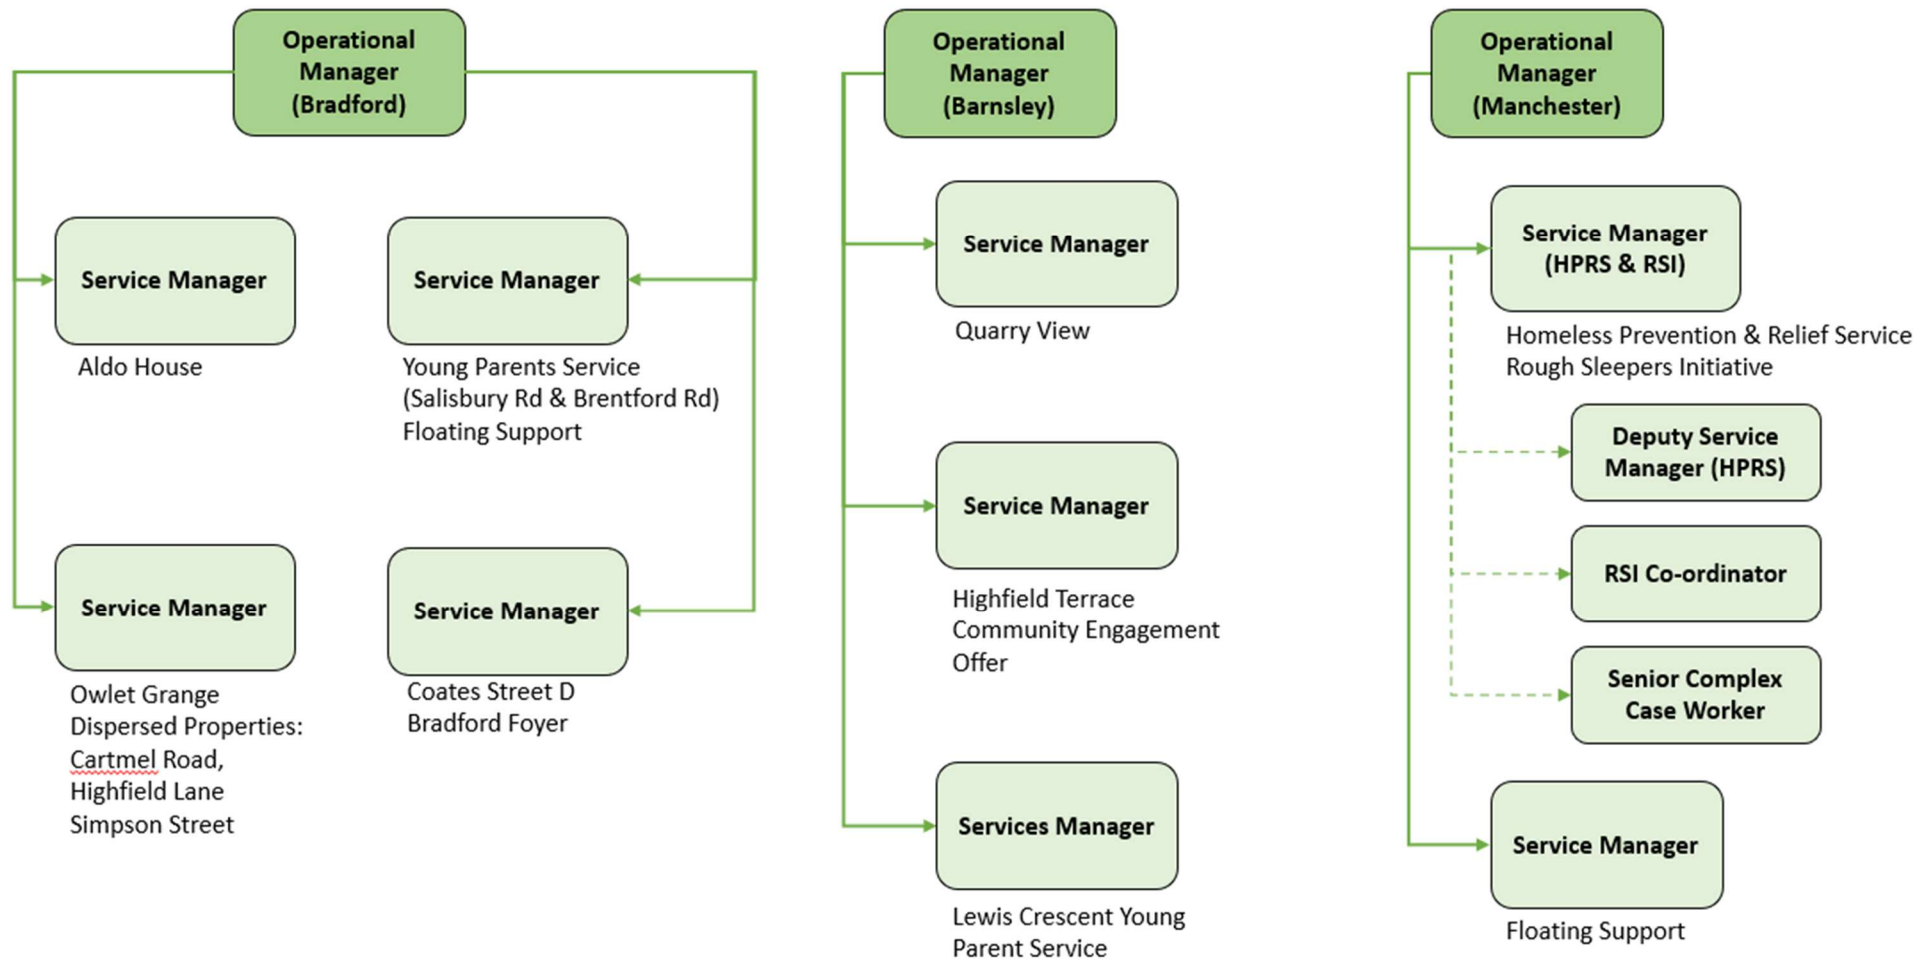 Operational
Manager
(Bradford)
Service Manager
Aldo House
Service Manager
Young Parents Service
(Salisbury Rd & Brentford Rd)
Floating Support
Service Manager
Owlet Grange
Dispersed Properties:
Cartmel Road,
Highfield Lane
Simpson Street
Service Manager
Coates Street D
Bradford Foyer
Operational
Manager
(Barnsley)
Service Manager
Quarry View
Service Manager
Highfield Terrace
Community Engagement
Offer
Services Manager
Lewis Crescent Young
Parent Service
Operational
Manager
(Manchester)
Service Manager
(HPRS & RSI)
Homeless Prevention & Relief Service
Rough Sleepers Initiative
Deputy Service
Manager (HPRS)
RSI Co-ordinator
Senior Complex
Case Worker
Service Manager
Floating Support